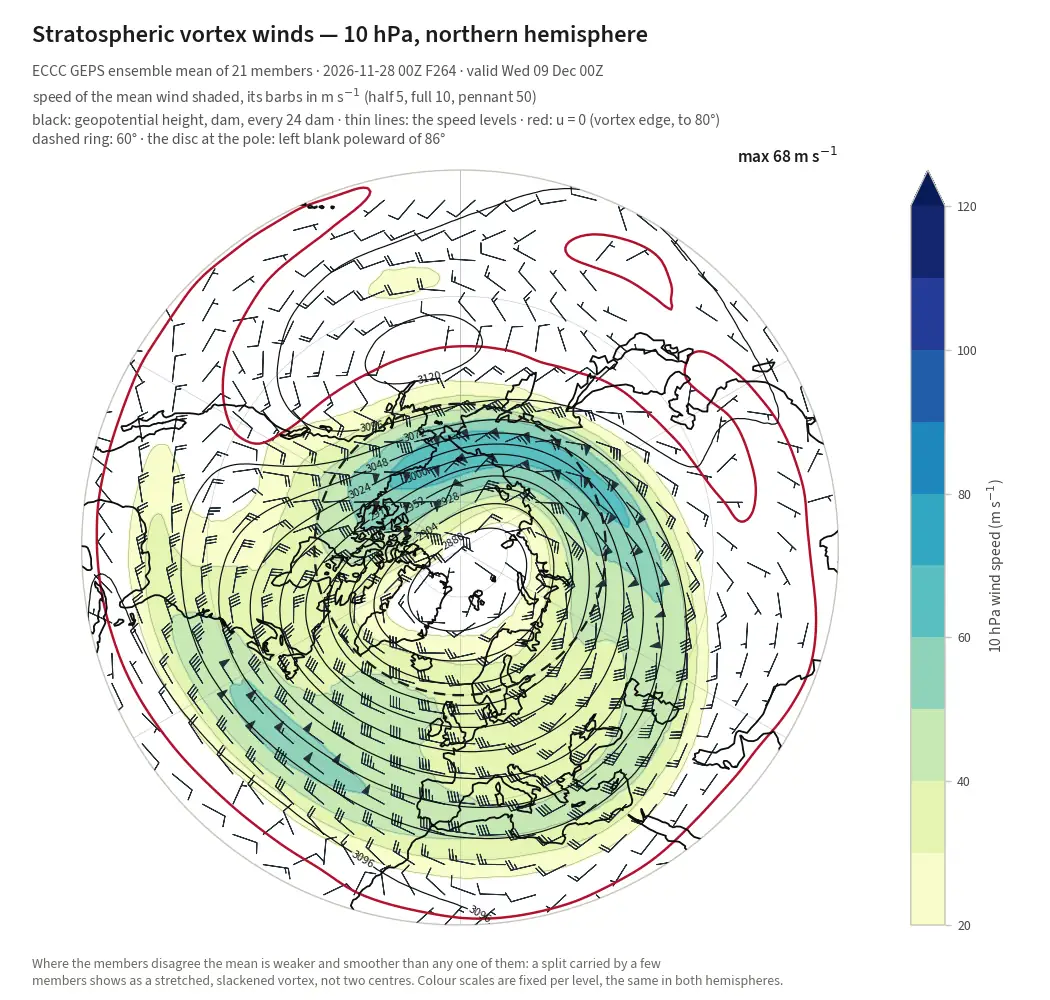 Stratospheric vortex winds — 10 hPa, northern hemisphere
ECCC GEPS ensemble mean of 21 members · 2026-11-28 00Z F264 · valid Wed 09 Dec 00Z
speed of the mean wind shaded, its barbs in m s⁻¹ (half 5, full 10, pennant 50)
black: geopotential height, dam, every 24 dam · thin lines: the speed levels · red: u = 0 (vortex edge, to 80°)
dashed ring: 60° · the disc at the pole: left blank poleward of 86°
max 68 m s⁻¹
120
100
80
60
40
20
10 hPa wind speed (m s⁻¹)
3120
3048
3024
3000
2928
3096
3096
Where the members disagree the mean is weaker and smoother than any one of them: a split carried by a few
members shows as a stretched, slackened vortex, not two centres. Colour scales are fixed per level, the same in both hemispheres.